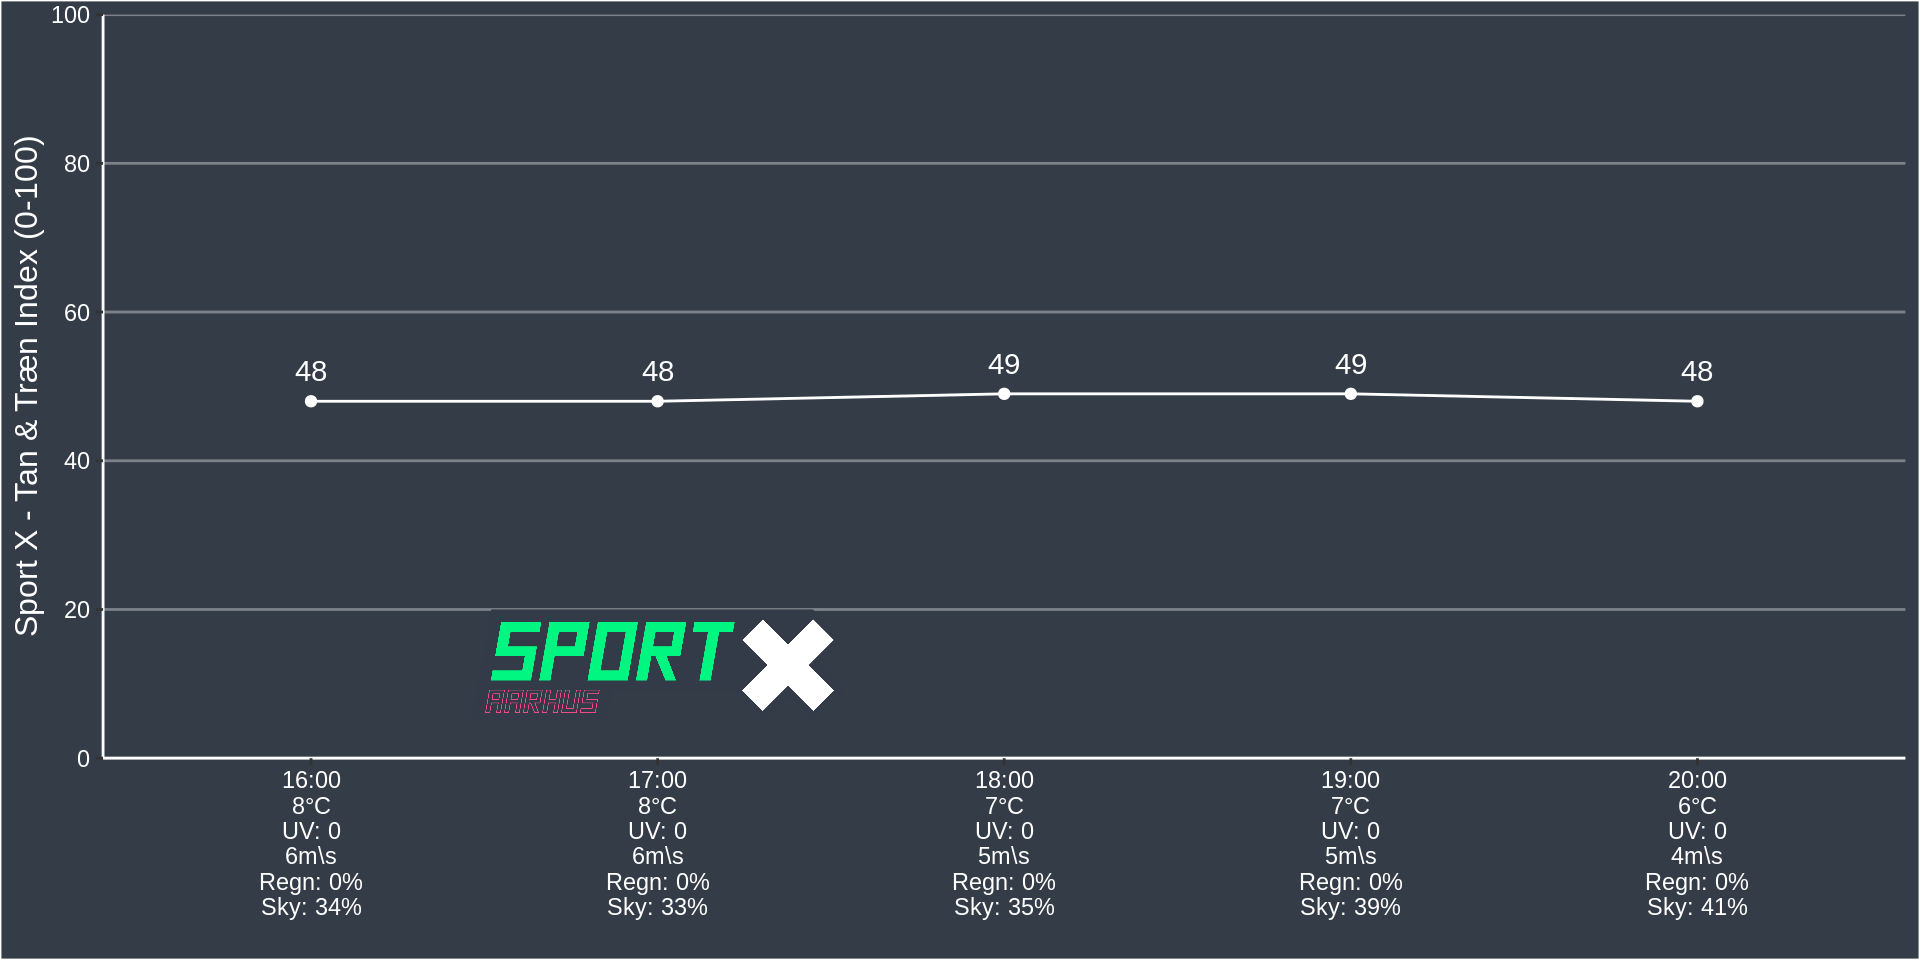 Sport X - Tan & Træn Index (0-100)
100
80
60
40
20
0
48
48
49
49
48
SPORT X
AARHUS
16:00
8°C
UV: 0
6m\s
Regn: 0%
Sky: 34%
17:00
8°C
UV: 0
6m\s
Regn: 0%
Sky: 33%
18:00
7°C
UV: 0
5m\s
Regn: 0%
Sky: 35%
19:00
7°C
UV: 0
5m\s
Regn: 0%
Sky: 39%
20:00
6°C
UV: 0
4m\s
Regn: 0%
Sky: 41%